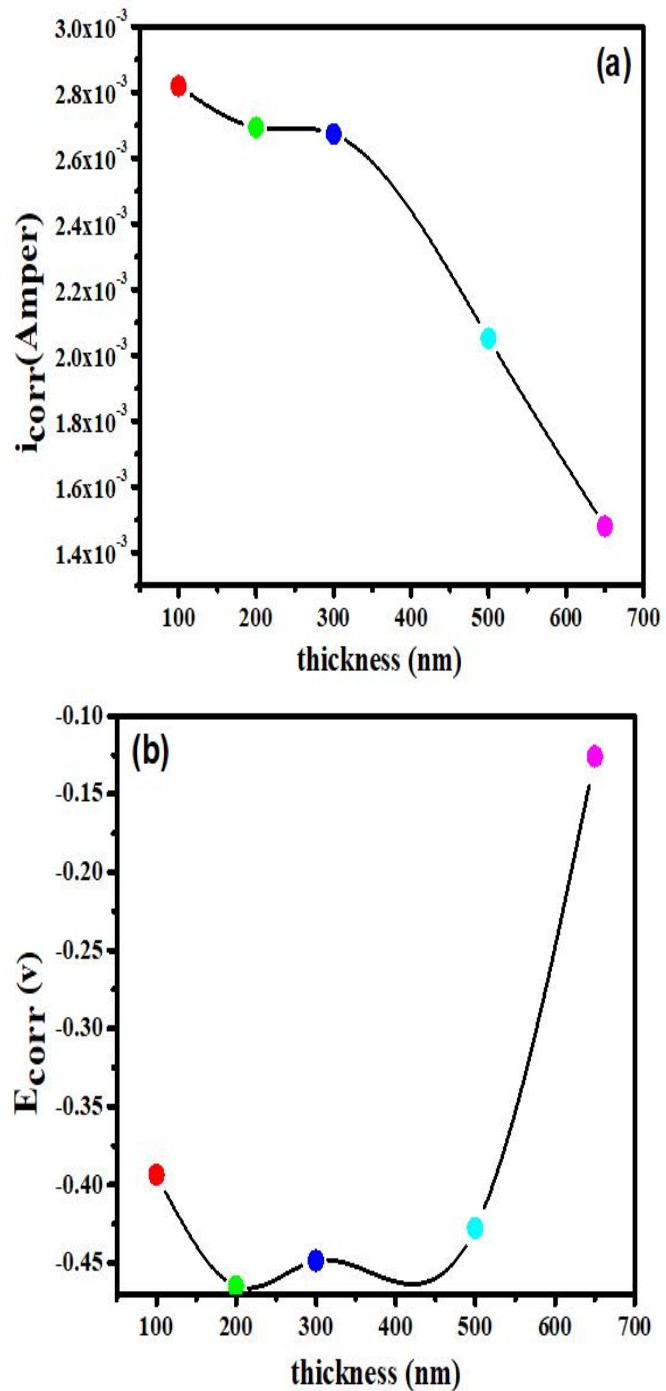 (a)
3.0x10⁻³
2.8x10⁻³
2.6x10⁻³
2.4x10⁻³
2.2x10⁻³
2.0x10⁻³
1.8x10⁻³
1.6x10⁻³
1.4x10⁻³
i_corr(Amper)
100 200 300 400 500 600 700
thickness (nm)
(b)
-0.10
-0.15
-0.20
-0.25
-0.30
-0.35
-0.40
-0.45
E_corr (v)
100 200 300 400 500 600 700
thickness (nm)